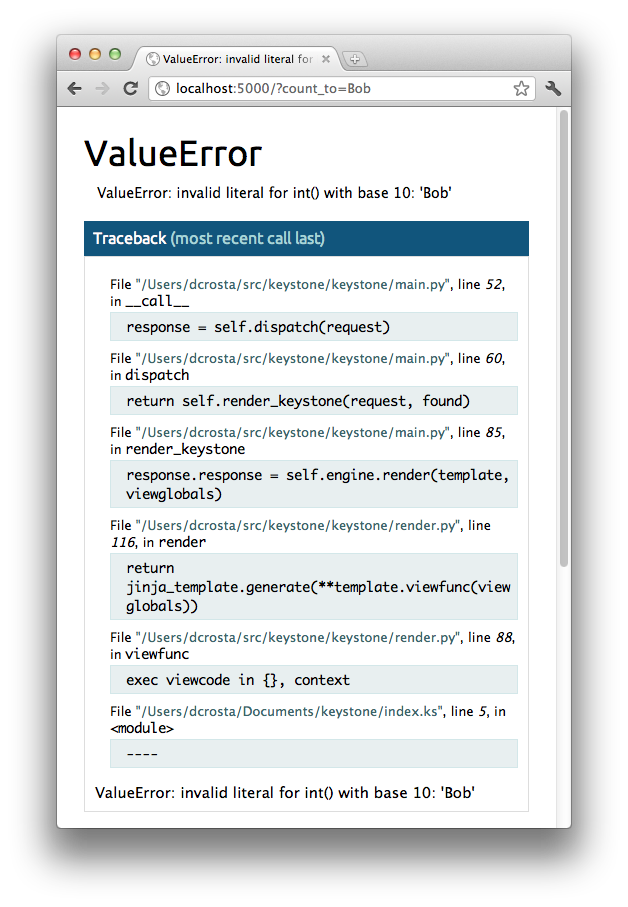 ValueError: invalid literal for
localhost:5000/?count_to=Bob
ValueError
ValueError: invalid literal for int() with base 10: 'Bob'
Traceback (most recent call last)
File "/Users/dcrosta/src/keystone/keystone/main.py", line 52,
in __call__
response = self.dispatch(request)
File "/Users/dcrosta/src/keystone/keystone/main.py", line 60,
in dispatch
return self.render_keystone(request, found)
File "/Users/dcrosta/src/keystone/keystone/main.py", line 85,
in render_keystone
response.response = self.engine.render(template,
viewglobals)
File "/Users/dcrosta/src/keystone/keystone/render.py", line
116, in render
return
jinja_template.generate(**template.viewfunc(view
globals))
File "/Users/dcrosta/src/keystone/keystone/render.py", line 88,
in viewfunc
exec viewcode in {}, context
File "/Users/dcrosta/Documents/keystone/index.ks", line 5, in
<module>
----
ValueError: invalid literal for int() with base 10: 'Bob'